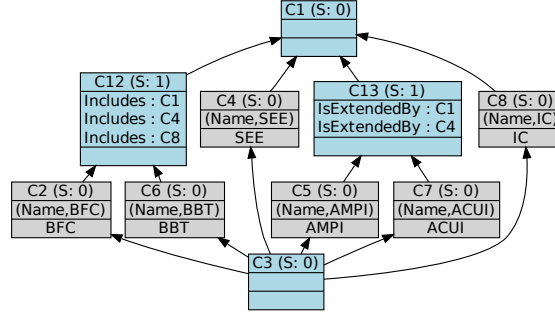 C1 (S: 0)
C12 (S: 1)
Includes : C1
Includes : C4
Includes : C8
C4 (S: 0)
(Name,SEE)
SEE
C13 (S: 1)
IsExtendedBy : C1
IsExtendedBy : C4
C8 (S: 0)
(Name,IC)
IC
C2 (S: 0)
(Name,BFC)
BFC
C6 (S: 0)
(Name,BBT)
BBT
C5 (S: 0)
(Name,AMPI)
AMPI
C7 (S: 0)
(Name,ACUI)
ACUI
C3 (S: 0)